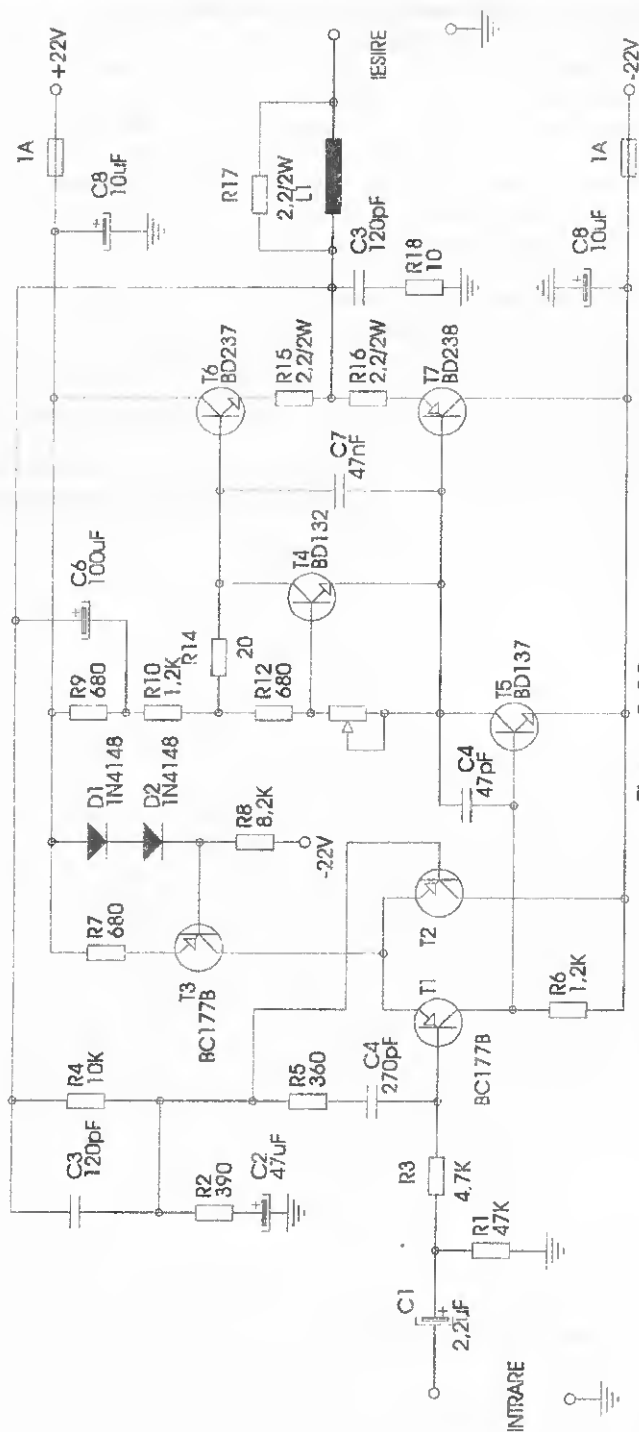 INTRARE
C1
2,2uF
R1
47K
R3
4,7K
C3
120pF
R4
10K
R2
390
C2
47uF
R5
360
C4
270pF
T1
BC177B
T2
R6
1,2K
R7
680
T3
BC177B
D1
1N4148
D2
1N4148
R8
8,2K
-22V
R9
680
R10
1,2K
C6
100uF
R14
20
R12
680
T4
BD132
C4
47pF
T5
BD137
C7
47nF
T6
BD237
R15
2,2/2W
R16
2,2/2W
T7
BD238
C8
10uF
1A
+22V
R17
2,2/2W
L1
C3
120pF
R18
10
IESIRE
C8
10uF
1A
-22V